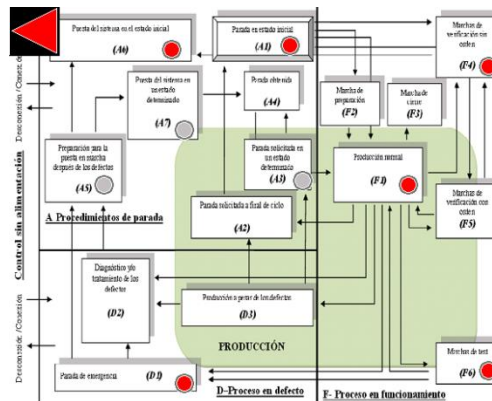 Puesta del sistema en el estado inicial
(A6)
Parada en estado inicial
(A1)
Marchas de
verificación sin
orden
(F4)
Puesta del sistema en
un estado
determinado
(A7)
Parada obtenida
(A4)
Marcha de
preparación
(F2)
Marcha de
cierre
(F3)
Desconexión / Conexión
Control sin alimentación
Preparación para la
puesta en marcha
después de los defectos
(A5)
Parada solicitada en
un estado
determinado
(A3)
Producción normal
(F1)
Marchas de
verificación con
orden
(F5)
A Procedimientos de parada
Parada solicitada a final de ciclo
(A2)
Diagnóstico y/o
tratamiento de los
defectos
(D2)
Producción a pesar de los defectos
(D3)
PRODUCCIÓN
Desconexión / Conexión
Marchas de test
(F6)
Parada de emergencia
(D1)
D-Proceso en defecto
F- Proceso en funcionamiento